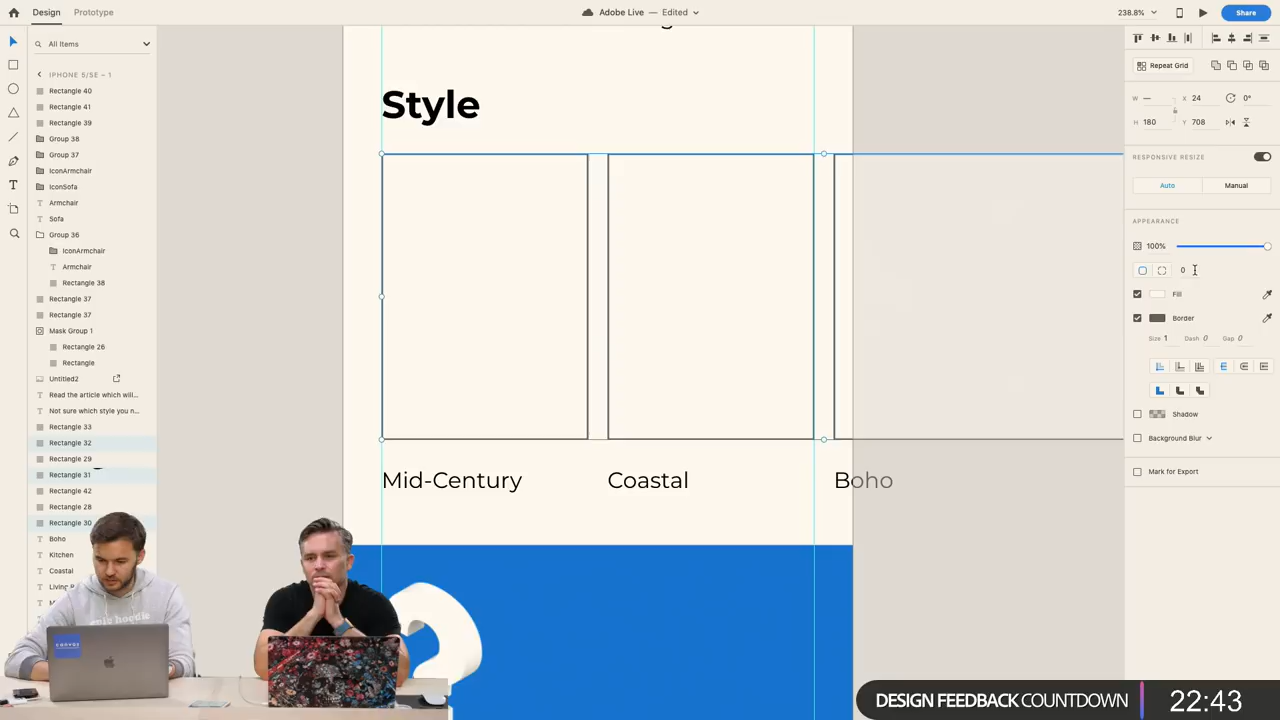 Design Prototype Adobe Live — Edited 238.8% Share
All Items
IPHONE 5/SE – 1
Rectangle 40
Rectangle 41
Rectangle 39
Group 38
Group 37
IconArmchair
IconSofa
Armchair
Sofa
Group 36
IconArmchair
Armchair
Rectangle 38
Rectangle 37
Rectangle 37
Mask Group 1
Rectangle 26
Rectangle
Untitled2
Read the article which will...
Not sure which style you n...
Rectangle 33
Rectangle 32
Rectangle 29
Rectangle 31
Rectangle 42
Rectangle 28
Rectangle 30
Boho
Kitchen
Coastal
Style
Mid-Century Coastal Boho
?
Repeat Grid
W — X 24 0°
H 180 Y 708
RESPONSIVE RESIZE
Auto Manual
APPEARANCE
100%
0
Fill
Border
Size 1 Dash 0 Gap 0
Shadow
Background Blur
Mark for Export
canvas
DESIGN FEEDBACK COUNTDOWN 22:43